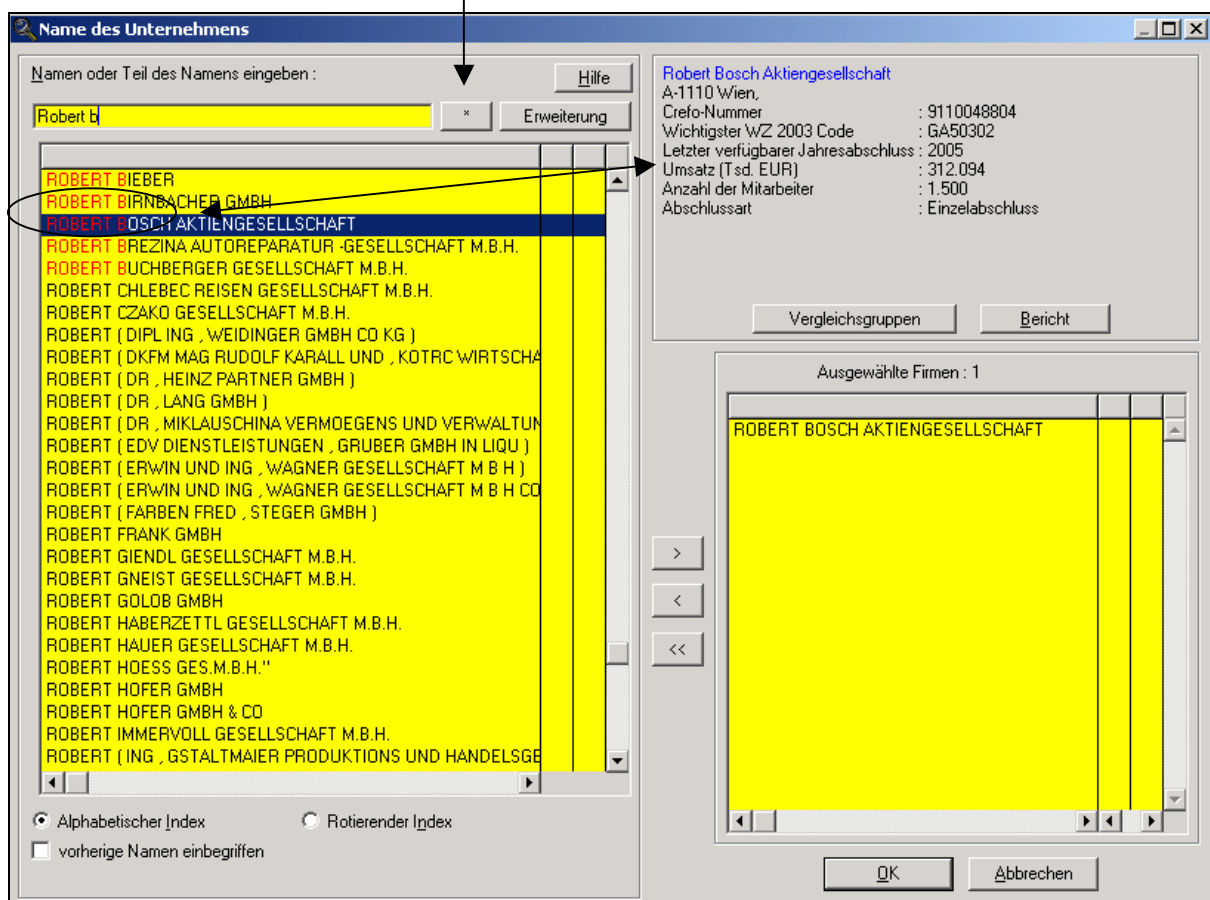 Name des Unternehmens
Namen oder Teil des Namens eingeben :
Hilfe
Robert b
*
Erweiterung
ROBERT BIEBER
ROBERT BIRNBACHER GMBH
ROBERT BOSCH AKTIENGESELLSCHAFT
ROBERT BREZINA AUTOREPARATUR -GESELLSCHAFT M.B.H.
ROBERT BUCHBERGER GESELLSCHAFT M.B.H.
ROBERT CHLEBEC REISEN GESELLSCHAFT M.B.H.
ROBERT CZAKO GESELLSCHAFT M.B.H.
ROBERT ( DIPL ING , WEIDINGER GMBH CO KG )
ROBERT ( DKFM MAG RUDOLF KARALL UND , KOTRC WIRTSCHA
ROBERT ( DR , HEINZ PARTNER GMBH )
ROBERT ( DR , LANG GMBH )
ROBERT ( DR , MIKLAUSCHINA VERMOEGENS UND VERWALTUN
ROBERT ( EDV DIENSTLEISTUNGEN , GRUBER GMBH IN LIQU )
ROBERT ( ERWIN UND ING , WAGNER GESELLSCHAFT M B H )
ROBERT ( ERWIN UND ING , WAGNER GESELLSCHAFT M B H CO
ROBERT ( FARBEN FRED , STEGER GMBH )
ROBERT FRANK GMBH
ROBERT GIENDL GESELLSCHAFT M.B.H.
ROBERT GNEIST GESELLSCHAFT M.B.H.
ROBERT GOLOB GMBH
ROBERT HABERZETTL GESELLSCHAFT M.B.H.
ROBERT HAUER GESELLSCHAFT M.B.H.
ROBERT HOESS GES.M.B.H."
ROBERT HOFER GMBH
ROBERT HOFER GMBH & CO
ROBERT IMMERVOLL GESELLSCHAFT M.B.H.
ROBERT ( ING , GSTALTMAIER PRODUKTIONS UND HANDELSGE
Alphabetischer Index
Rotierender Index
vorherige Namen einbegriffen
Robert Bosch Aktiengesellschaft
A-1110 Wien,
Crefo-Nummer : 9110048804
Wichtigster WZ 2003 Code : GA50302
Letzter verfügbarer Jahresabschluss : 2005
Umsatz (Tsd. EUR) : 312.094
Anzahl der Mitarbeiter : 1.500
Abschlussart : Einzelabschluss
Vergleichsgruppen
Bericht
Ausgewählte Firmen : 1
ROBERT BOSCH AKTIENGESELLSCHAFT
>
<
<<
OK
Abbrechen